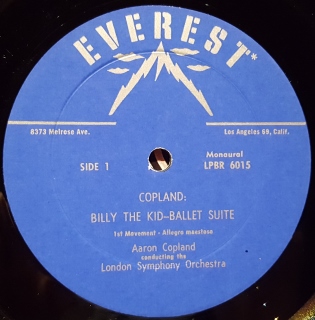 EVEREST*
8373 Melrose Ave.
Los Angeles 69, Calif.
SIDE 1
Monaural
LPBR 6015
COPLAND:
BILLY THE KID-BALLET SUITE
1st Movement - Allegro maestoso
Aaron Copland
conducting the
London Symphony Orchestra